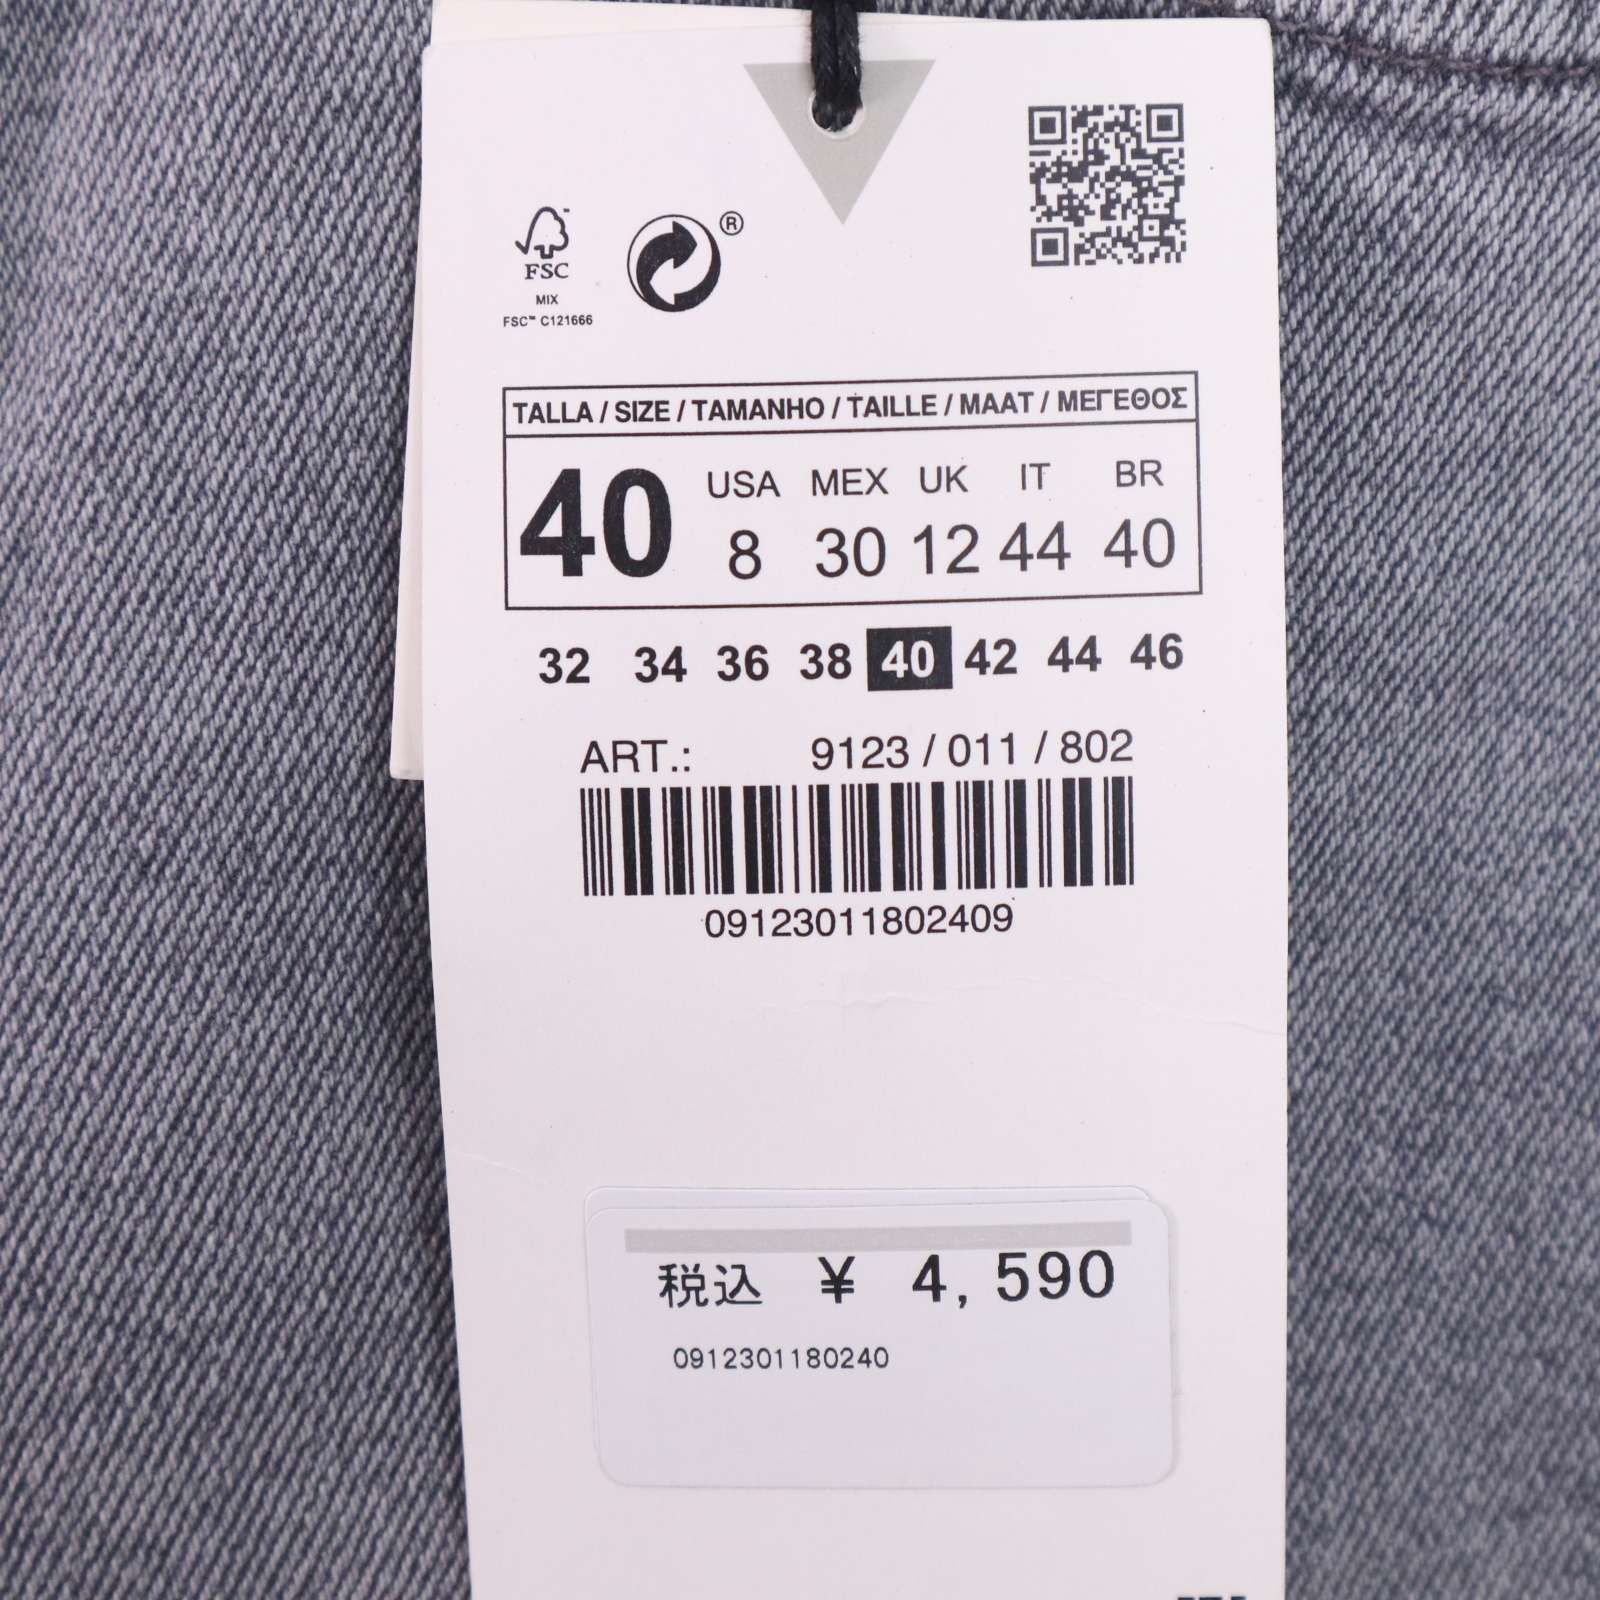 ®
FSC
MIX
FSC™ C121666
TALLA / SIZE / TAMANHO / TAILLE / MAAT / ΜΕΓΕΘΟΣ
40 USA MEX UK IT BR
8 30 12 44 40
32 34 36 38 40 42 44 46
ART.: 9123 / 011 / 802
09123011802409
税込 ¥ 4,590
0912301180240